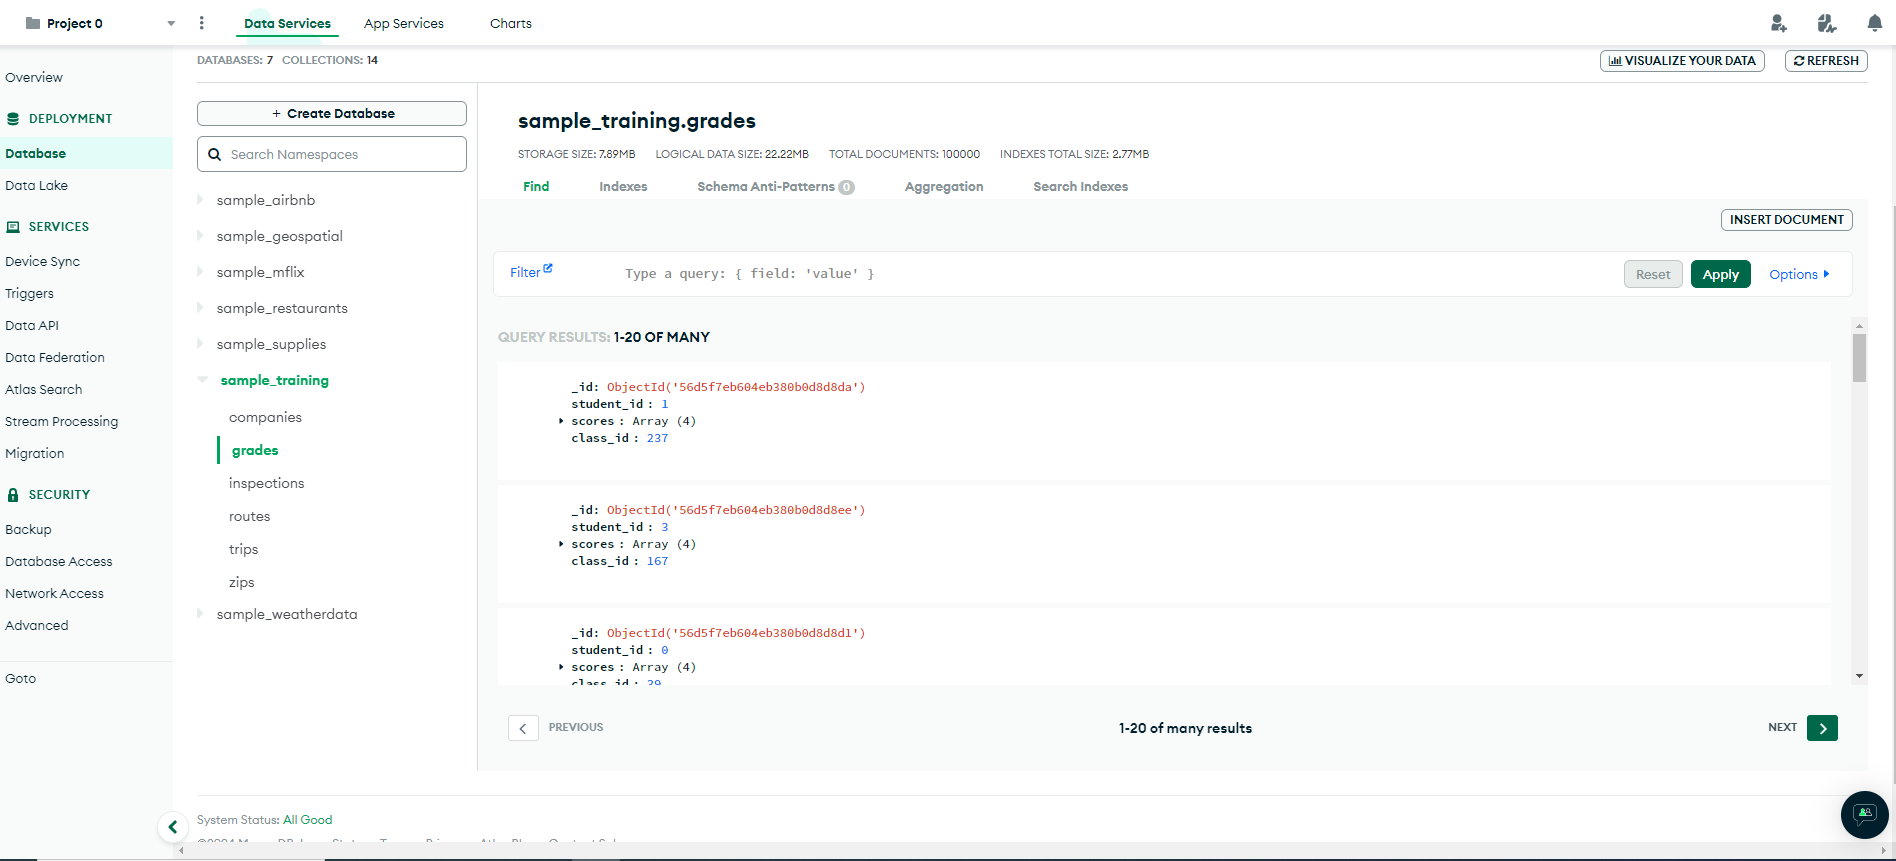 Project 0
Data Services
App Services
Charts
Overview
DEPLOYMENT
Database
Data Lake
SERVICES
Device Sync
Triggers
Data API
Data Federation
Atlas Search
Stream Processing
Migration
SECURITY
Backup
Database Access
Network Access
Advanced
Goto
DATABASES: 7 COLLECTIONS: 14
VISUALIZE YOUR DATA
REFRESH
+ Create Database
Search Namespaces
sample_airbnb
sample_geospatial
sample_mflix
sample_restaurants
sample_supplies
sample_training
companies
grades
inspections
routes
trips
zips
sample_weatherdata
sample_training.grades
STORAGE SIZE: 7.89MB LOGICAL DATA SIZE: 22.22MB TOTAL DOCUMENTS: 100000 INDEXES TOTAL SIZE: 2.77MB
Find Indexes Schema Anti-Patterns 0 Aggregation Search Indexes
INSERT DOCUMENT
Filter
Type a query: { field: 'value' }
Reset
Apply
Options
QUERY RESULTS: 1-20 OF MANY
_id: ObjectId('56d5f7eb604eb380b0d8d8da')
student_id : 1
scores : Array (4)
class_id : 237
_id: ObjectId('56d5f7eb604eb380b0d8d8ee')
student_id : 3
scores : Array (4)
class_id : 167
_id: ObjectId('56d5f7eb604eb380b0d8d8d1')
student_id : 0
scores : Array (4)
class_id : 39
PREVIOUS
1-20 of many results
NEXT
System Status: All Good